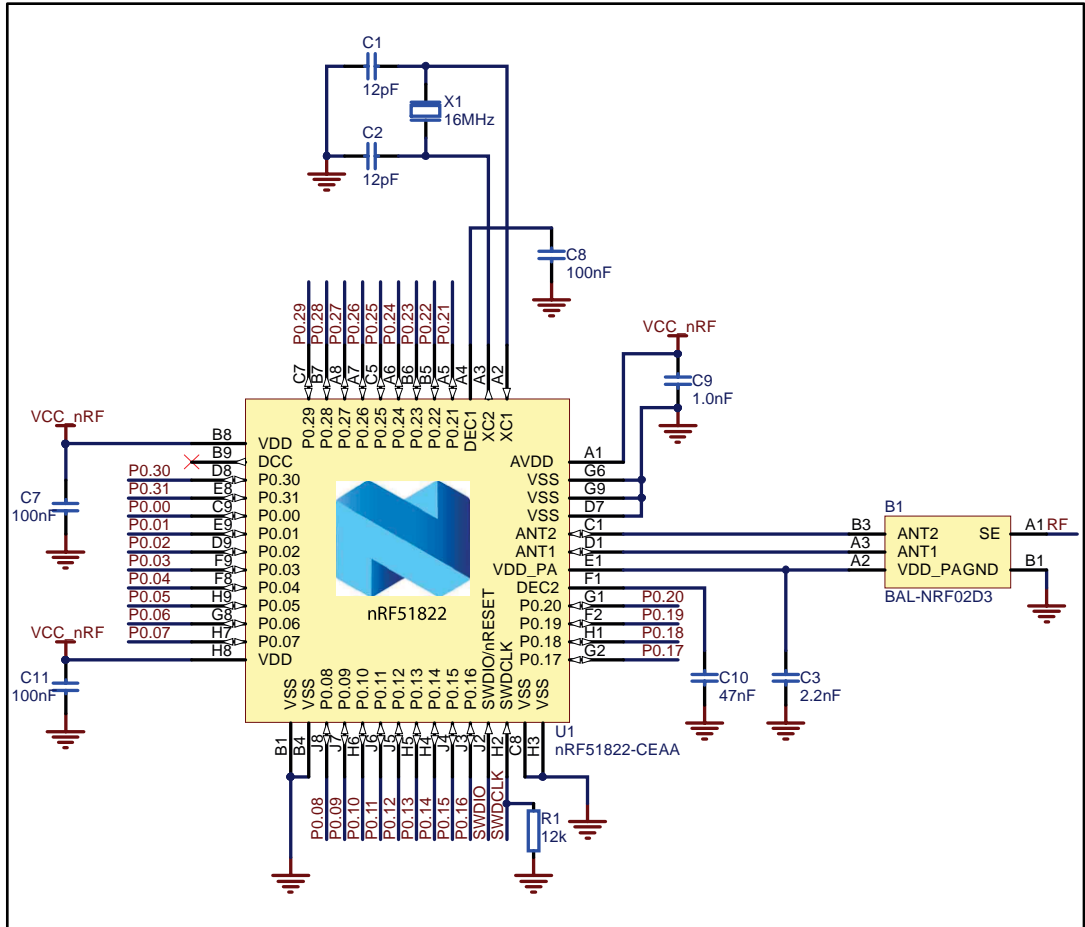 C1
12pF
X1
16MHz
C2
12pF
C8
100nF
P0.29
P0.28
P0.27
P0.26
P0.25
P0.24
P0.23
P0.22
P0.21
VCC_nRF
C9
1.0nF
C7
B7
A8
A7
C5
A6
B6
B5
A5
A4
A3
A2
P0.29
P0.28
P0.27
P0.26
P0.25
P0.24
P0.23
P0.22
P0.21
DEC1
XC2
XC1
VCC_nRF
C7
100nF
VCC_nRF
C11
100nF
B8 VDD
B9 DCC
P0.30 D8 P0.30
P0.31 E8 P0.31
P0.00 C9 P0.00
P0.01 E9 P0.01
P0.02 D9 P0.02
P0.03 F9 P0.03
P0.04 F8 P0.04
P0.05 H9 P0.05
P0.06 G8 P0.06
P0.07 H7 P0.07
H8 VDD
nRF51822
AVDD A1
VSS G6
VSS G9
VSS D7
ANT2 C1
ANT1 D1
VDD_PA E1
DEC2 F1
P0.20 G1 P0.20
P0.19 F2 P0.19
P0.18 H1 P0.18
P0.17 G2 P0.17
B1
B3 ANT2 SE A1 RF
A3 ANT1
A2 VDD_PAGND B1
BAL-NRF02D3
C10
47nF
C3
2.2nF
VSS
VSS
P0.08
P0.09
P0.10
P0.11
P0.12
P0.13
P0.14
P0.15
P0.16
SWDIO/nRESET
SWDCLK
VSS
VSS
U1
nRF51822-CEAA
B1
B4
J8
J7
H6
J6
J5
H5
H4
J4
J3
J2
H2
C8
H3
P0.08
P0.09
P0.10
P0.11
P0.12
P0.13
P0.14
P0.15
P0.16
SWDIO
SWDCLK
R1
12k